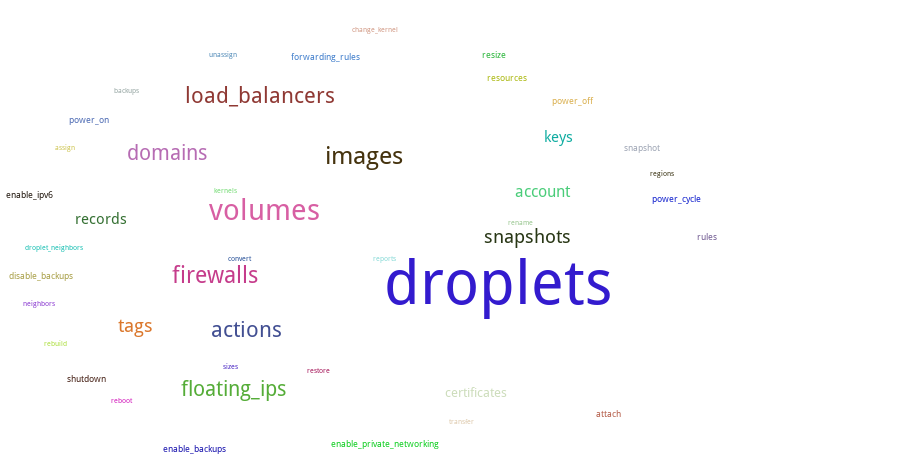 change_kernel
unassign
forwarding_rules
resize
resources
backups
load_balancers
power_off
power_on
keys
assign
domains
images
snapshot
regions
enable_ipv6
kernels
account
power_cycle
records
volumes
rename
snapshots
rules
droplet_neighbors
convert
reports
disable_backups
firewalls
droplets
neighbors
tags
actions
rebuild
sizes
restore
shutdown
floating_ips
certificates
reboot
attach
transfer
enable_backups
enable_private_networking